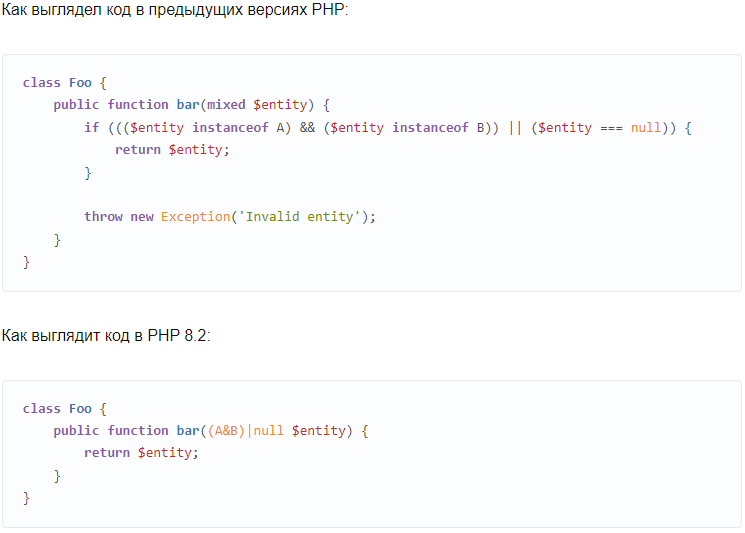 Как выглядел код в предыдущих версиях PHP:
class Foo {
    public function bar(mixed $entity) {
        if ((($entity instanceof A) && ($entity instanceof B)) || ($entity === null)) {
            return $entity;
        }
        throw new Exception('Invalid entity');
    }
}
Как выглядит код в PHP 8.2:
class Foo {
    public function bar((A&B)|null $entity) {
        return $entity;
    }
}